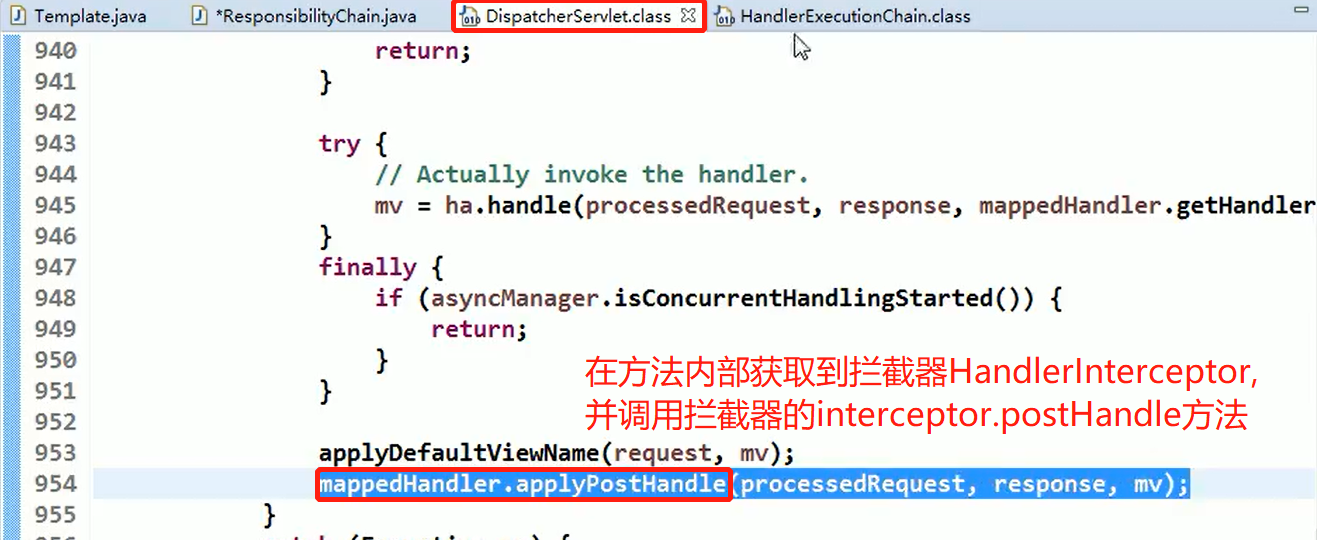 Template.java *ResponsibilityChain.java DispatcherServlet.class HandlerExecutionChain.class
940 return;
941 }
942
943 try {
944 // Actually invoke the handler.
945 mv = ha.handle(processedRequest, response, mappedHandler.getHandler
946 }
947 finally {
948 if (asyncManager.isConcurrentHandlingStarted()) {
949 return;
950 }
951 }
在方法内部获取到拦截器HandlerInterceptor,
并调用拦截器的interceptor.postHandle方法
952
953 applyDefaultViewName(request, mv);
954 mappedHandler.applyPostHandle(processedRequest, response, mv);
955 }